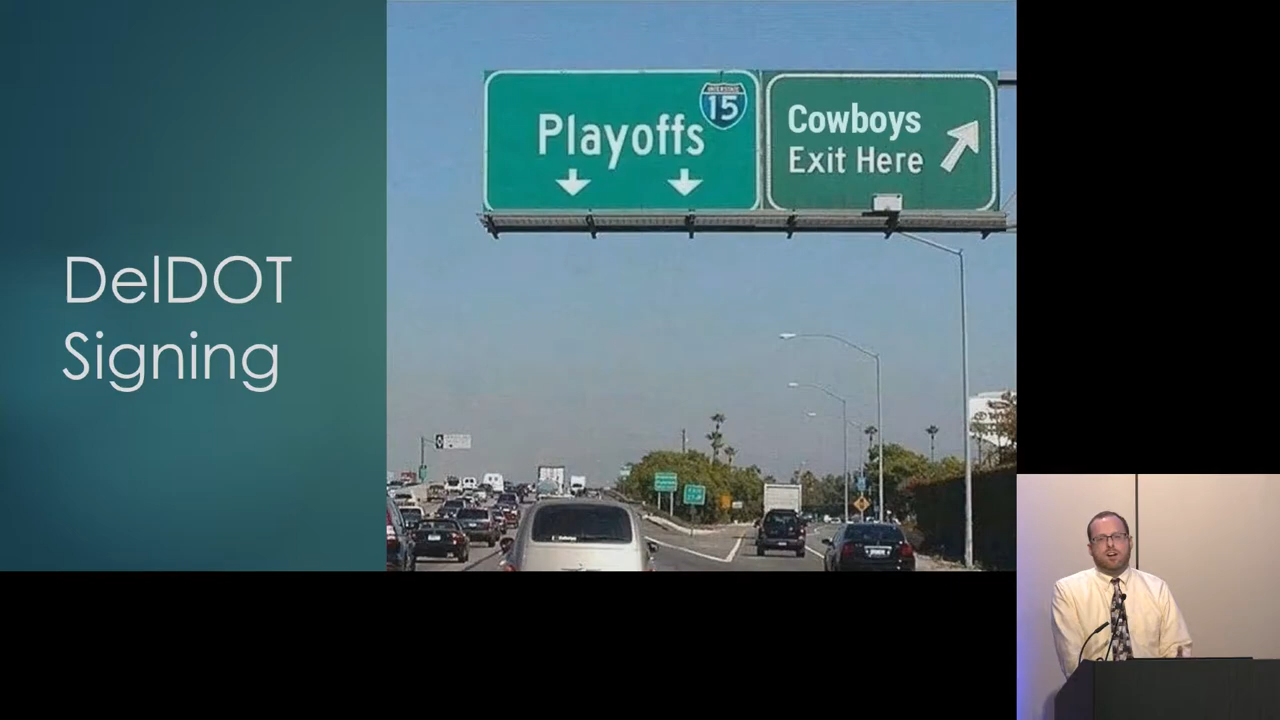 DelDOT
Signing
Playoffs
INTERSTATE
15
Cowboys
Exit Here